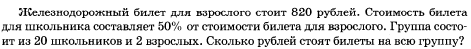 Железнодорожный билет для взрослого стоит 820 рублей. Стоимость билета
для школьника составляет 50% от стоимости билета для взрослого. Группа состо-
ит из 20 школьников и 2 взрослых. Сколько рублей стоят билеты на всю группу?